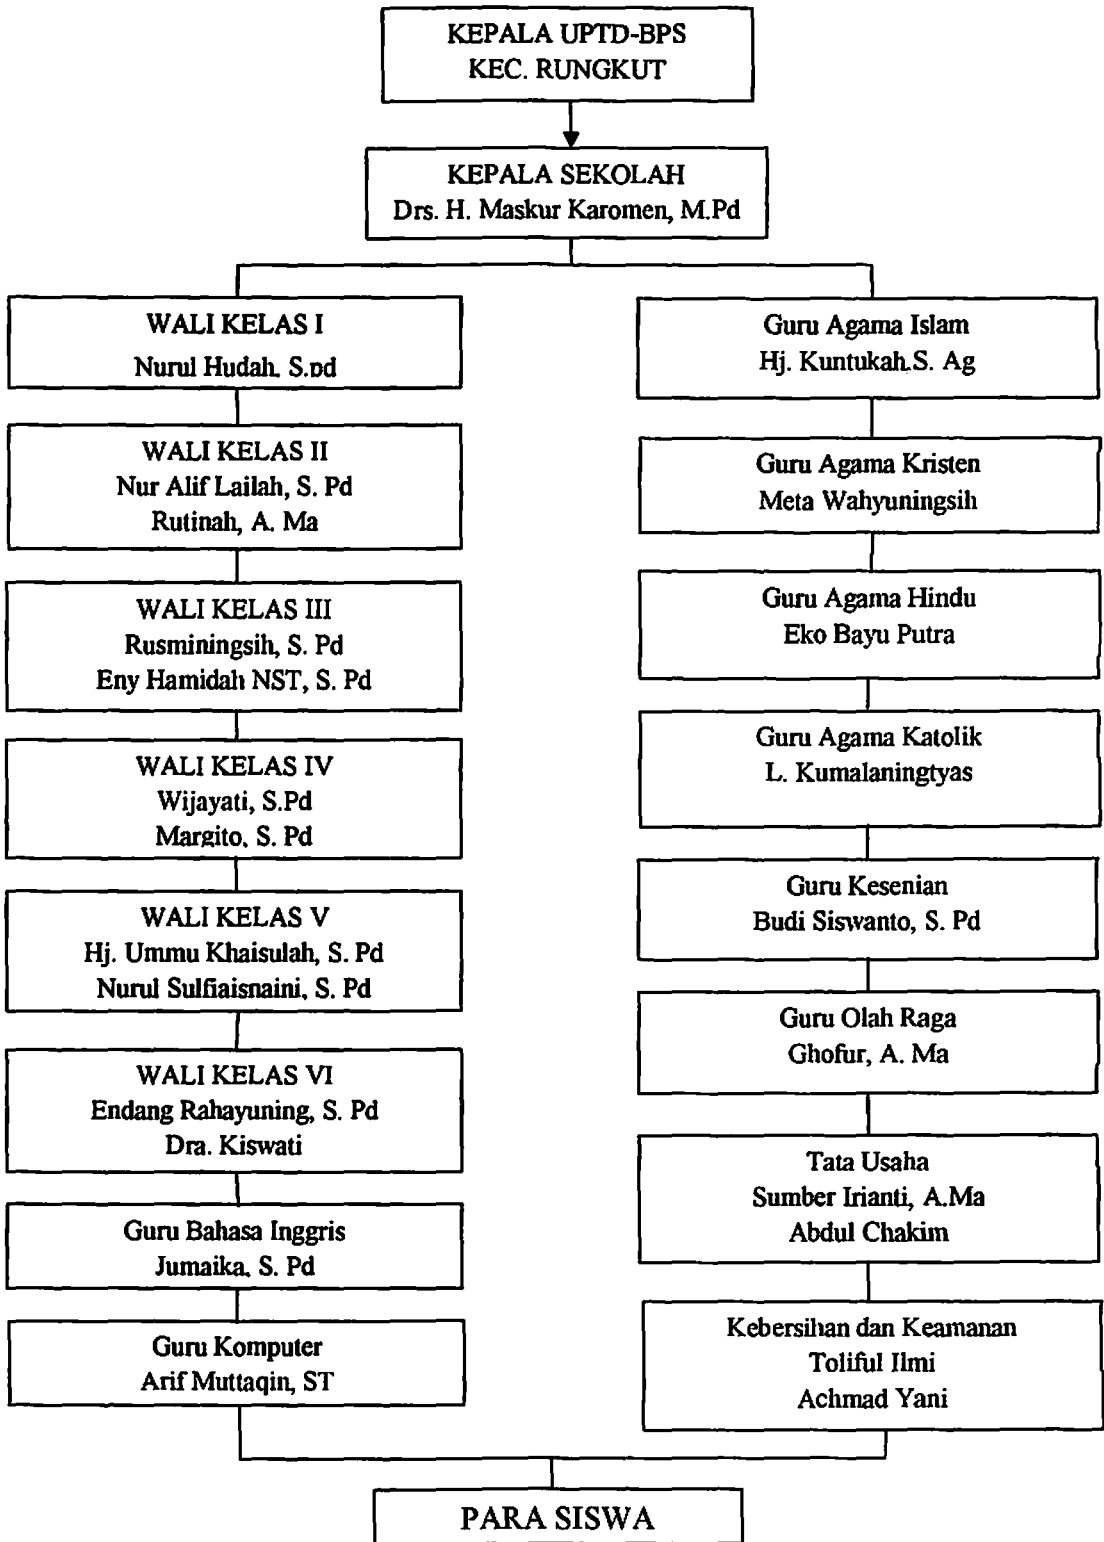 KEPALA UPTD-BPS
KEC. RUNGKUT
KEPALA SEKOLAH
Drs. H. Maskur Karomen, M.Pd
WALI KELAS I
Nurul Hudah, S.pd
WALI KELAS II
Nur Alif Lailah, S. Pd
Rutinah, A. Ma
WALI KELAS III
Rusminingsih, S. Pd
Eny Hamidah NST, S. Pd
WALI KELAS IV
Wijayati, S.Pd
Margito, S. Pd
WALI KELAS V
Hj. Ummu Khaisulah, S. Pd
Nurul Sulfiaisnaini, S. Pd
WALI KELAS VI
Endang Rahayuning, S. Pd
Dra. Kiswati
Guru Bahasa Inggris
Jumaika, S. Pd
Guru Komputer
Arif Muttaqin, ST
Guru Agama Islam
Hj. Kuntukah.S. Ag
Guru Agama Kristen
Meta Wahyuningsih
Guru Agama Hindu
Eko Bayu Putra
Guru Agama Katolik
L. Kumalaningtyas
Guru Kesenian
Budi Siswanto, S. Pd
Guru Olah Raga
Ghofur, A. Ma
Tata Usaha
Sumber Irianti, A.Ma
Abdul Chakim
Kebersihan dan Keamanan
Toliful Ilmi
Achmad Yani
PARA SISWA